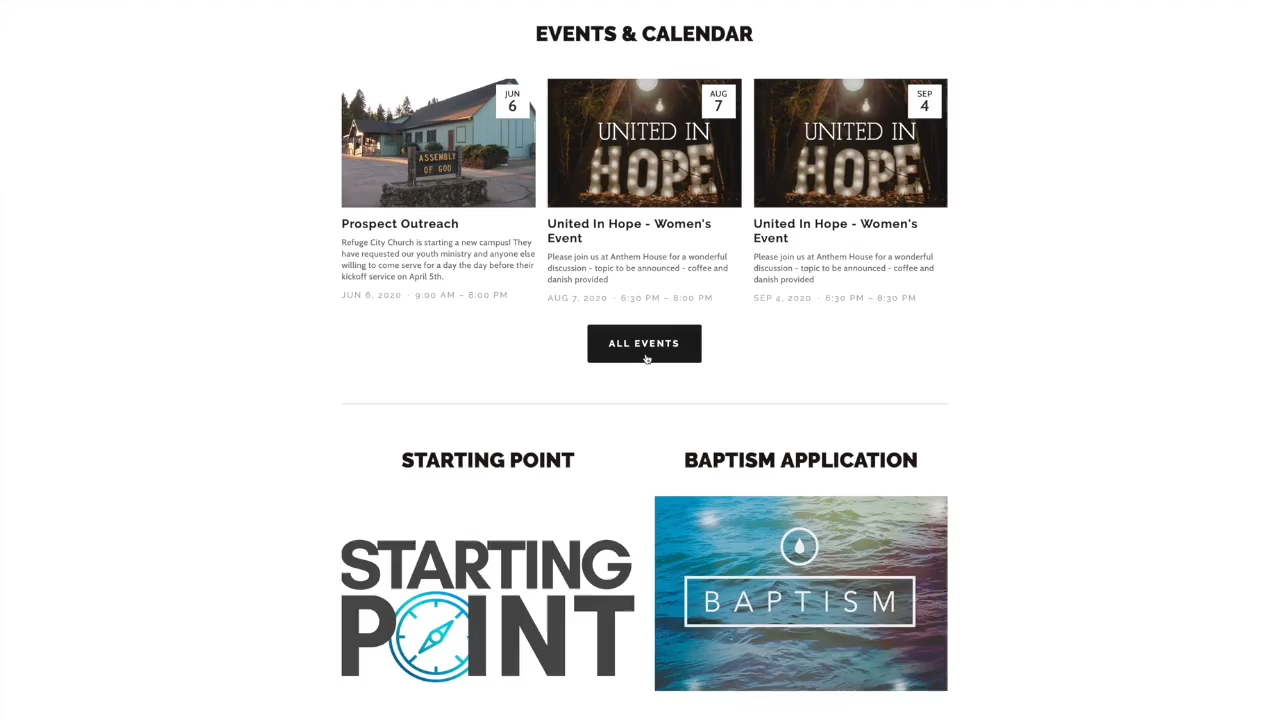 EVENTS & CALENDAR
JUN
6
ASSEMBLY
OF GOD
AUG
7
UNITED IN
HOPE
SEP
4
UNITED IN
HOPE
Prospect Outreach
Refuge City Church is starting a new campus! They
have requested our youth ministry and anyone else
willing to come serve for a day the day before their
kickoff service on April 5th.
JUN 6, 2020 · 9:00 AM – 8:00 PM
United In Hope - Women's
Event
Please join us at Anthem House for a wonderful
discussion - topic to be announced - coffee and
danish provided
AUG 7, 2020 · 6:30 PM – 8:00 PM
United In Hope - Women's
Event
Please join us at Anthem House for a wonderful
discussion - topic to be announced - coffee and
danish provided
SEP 4, 2020 · 6:30 PM – 8:30 PM
ALL EVENTS
STARTING POINT
STARTING
POINT
BAPTISM APPLICATION
BAPTISM